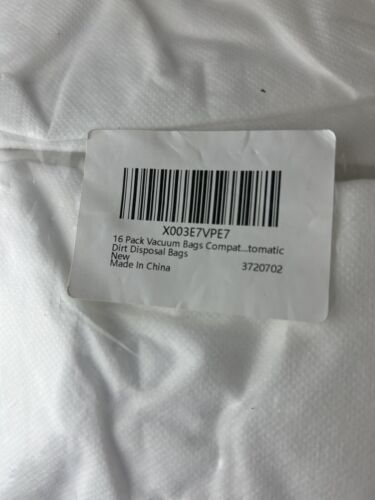 X003E7VPE7
16 Pack Vacuum Bags Compat...tomatic
Dirt Disposal Bags
New
Made In China 3720702